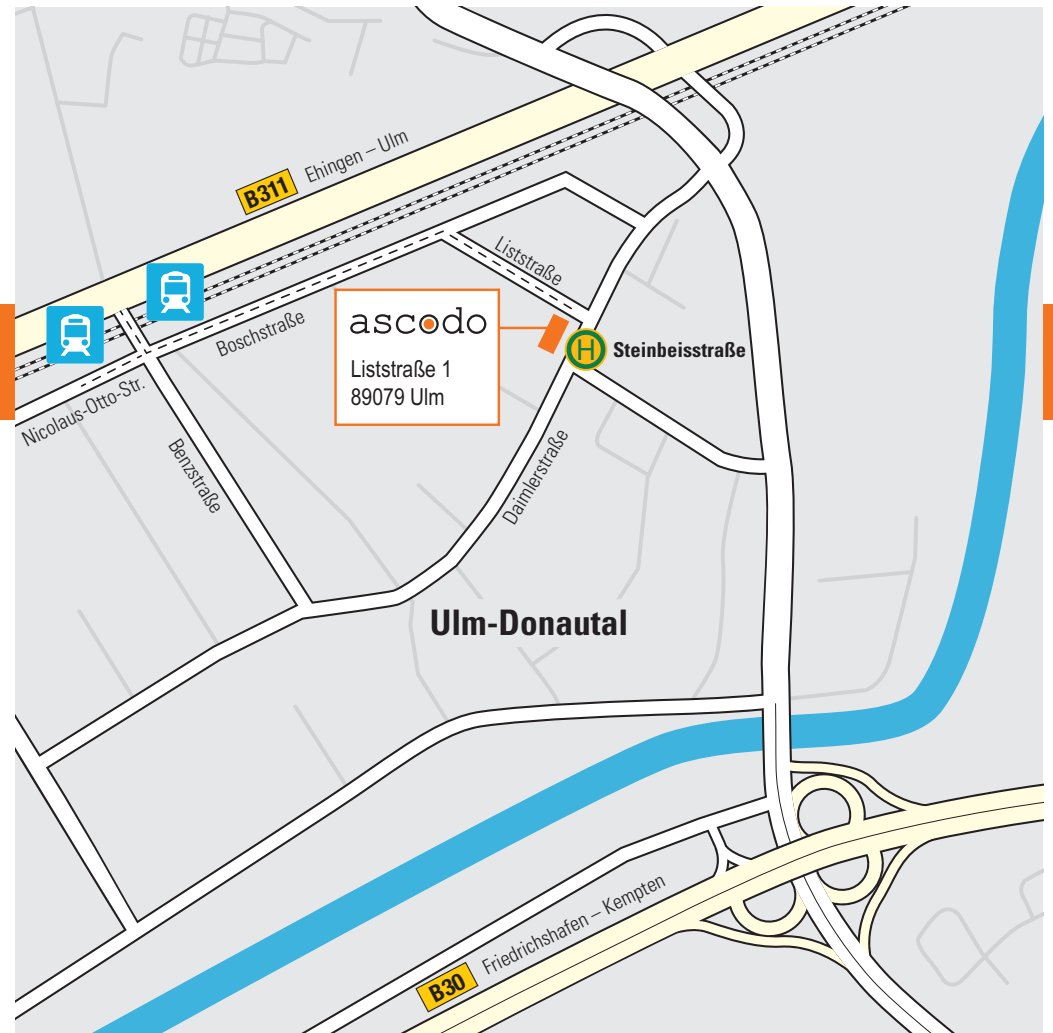 B311 Ehingen – Ulm
Liststraße
Boschstraße
ascodo
Liststraße 1
89079 Ulm
H Steinbeisstraße
Nicolaus-Otto-Str.
Benzstraße
Daimlerstraße
Ulm-Donautal
B30 Friedrichshafen – Kempten